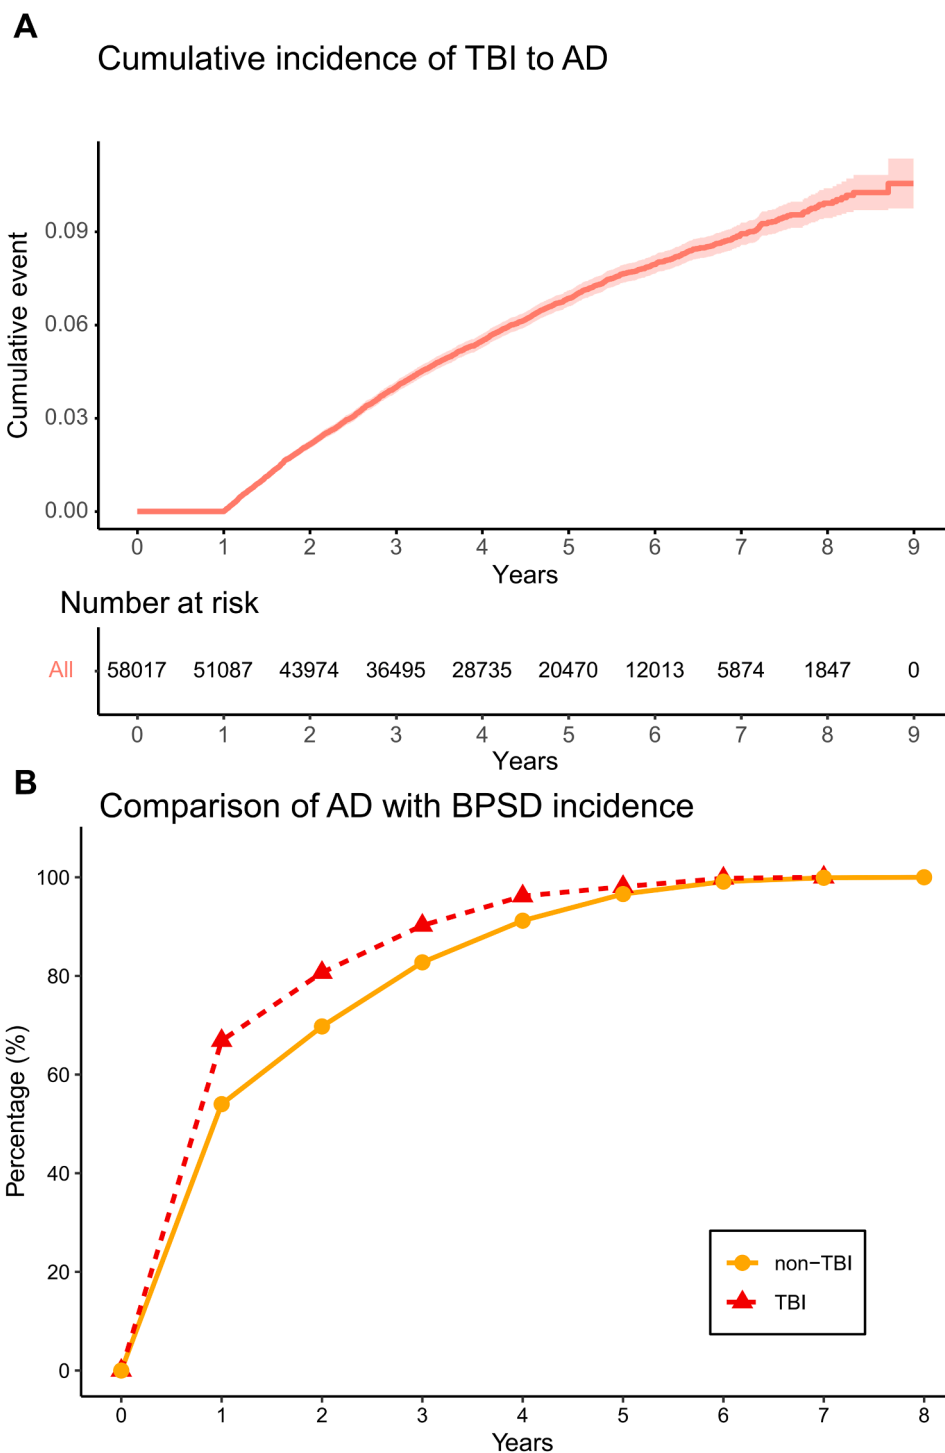 A
Cumulative incidence of TBI to AD
Cumulative event
0.09
0.06
0.03
0.00
0 1 2 3 4 5 6 7 8 9
Years
Number at risk
All 58017 51087 43974 36495 28735 20470 12013 5874 1847 0
0 1 2 3 4 5 6 7 8 9
Years
B
Comparison of AD with BPSD incidence
Percentage (%)
100
80
60
40
20
0
non−TBI
TBI
0 1 2 3 4 5 6 7 8
Years